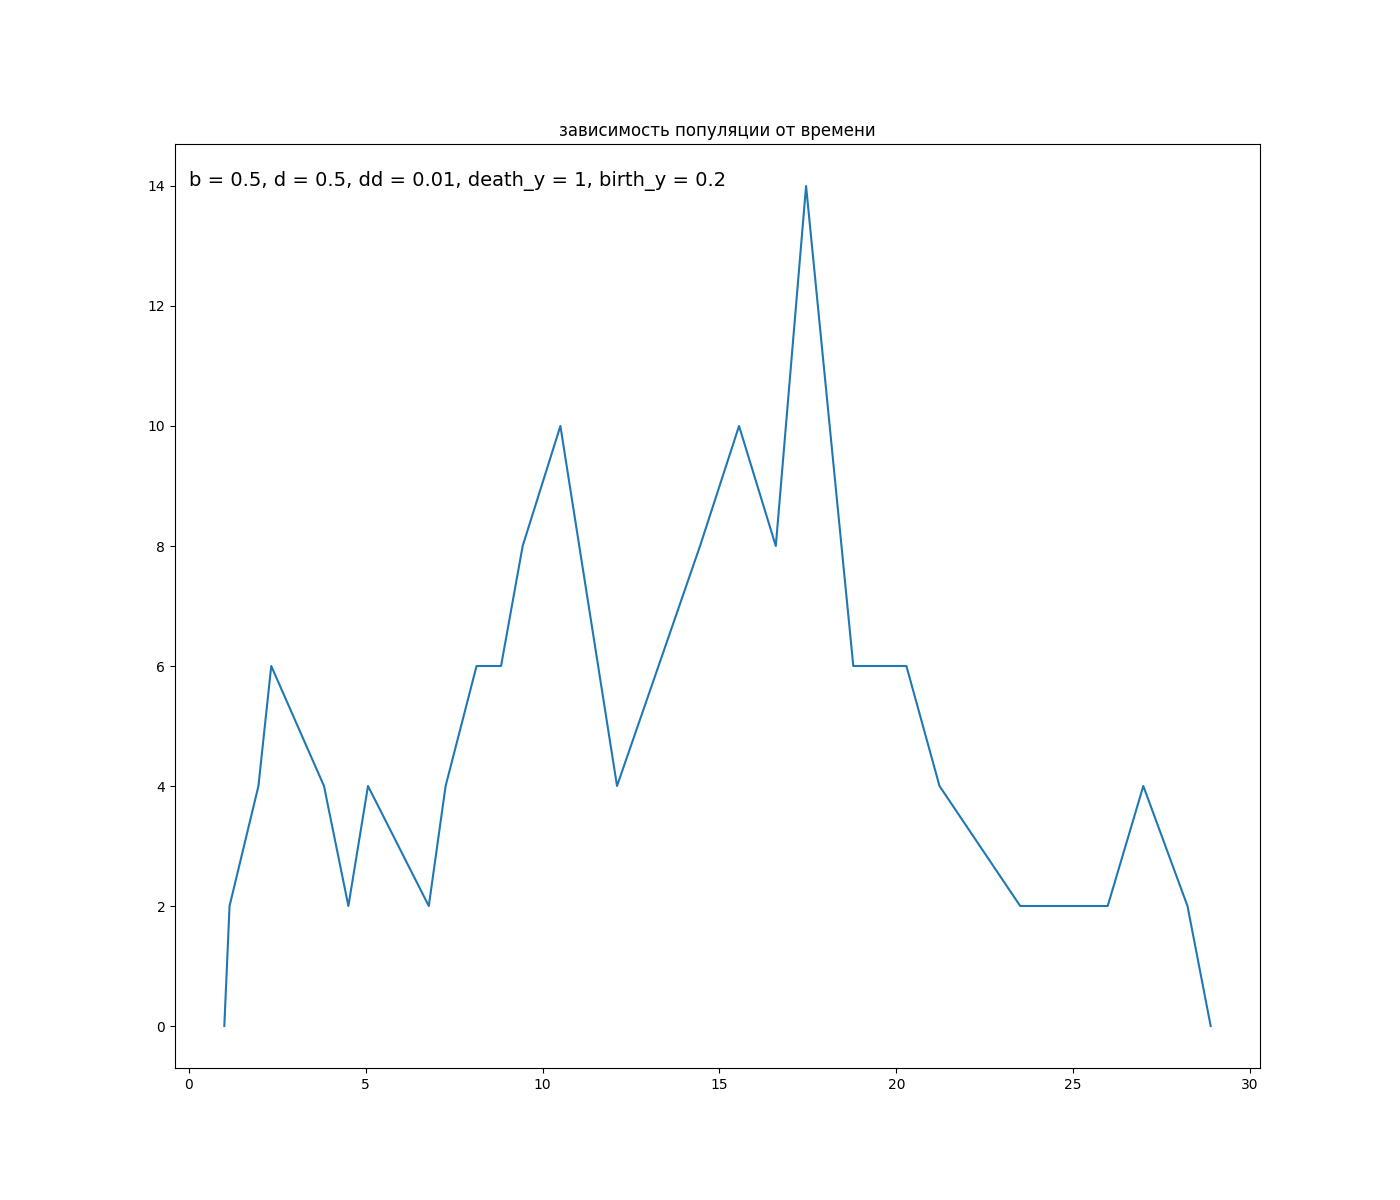 зависимость популяции от времени
b = 0.5, d = 0.5, dd = 0.01, death_y = 1, birth_y = 0.2
14
12
10
8
6
4
2
0
0 5 10 15 20 25 30